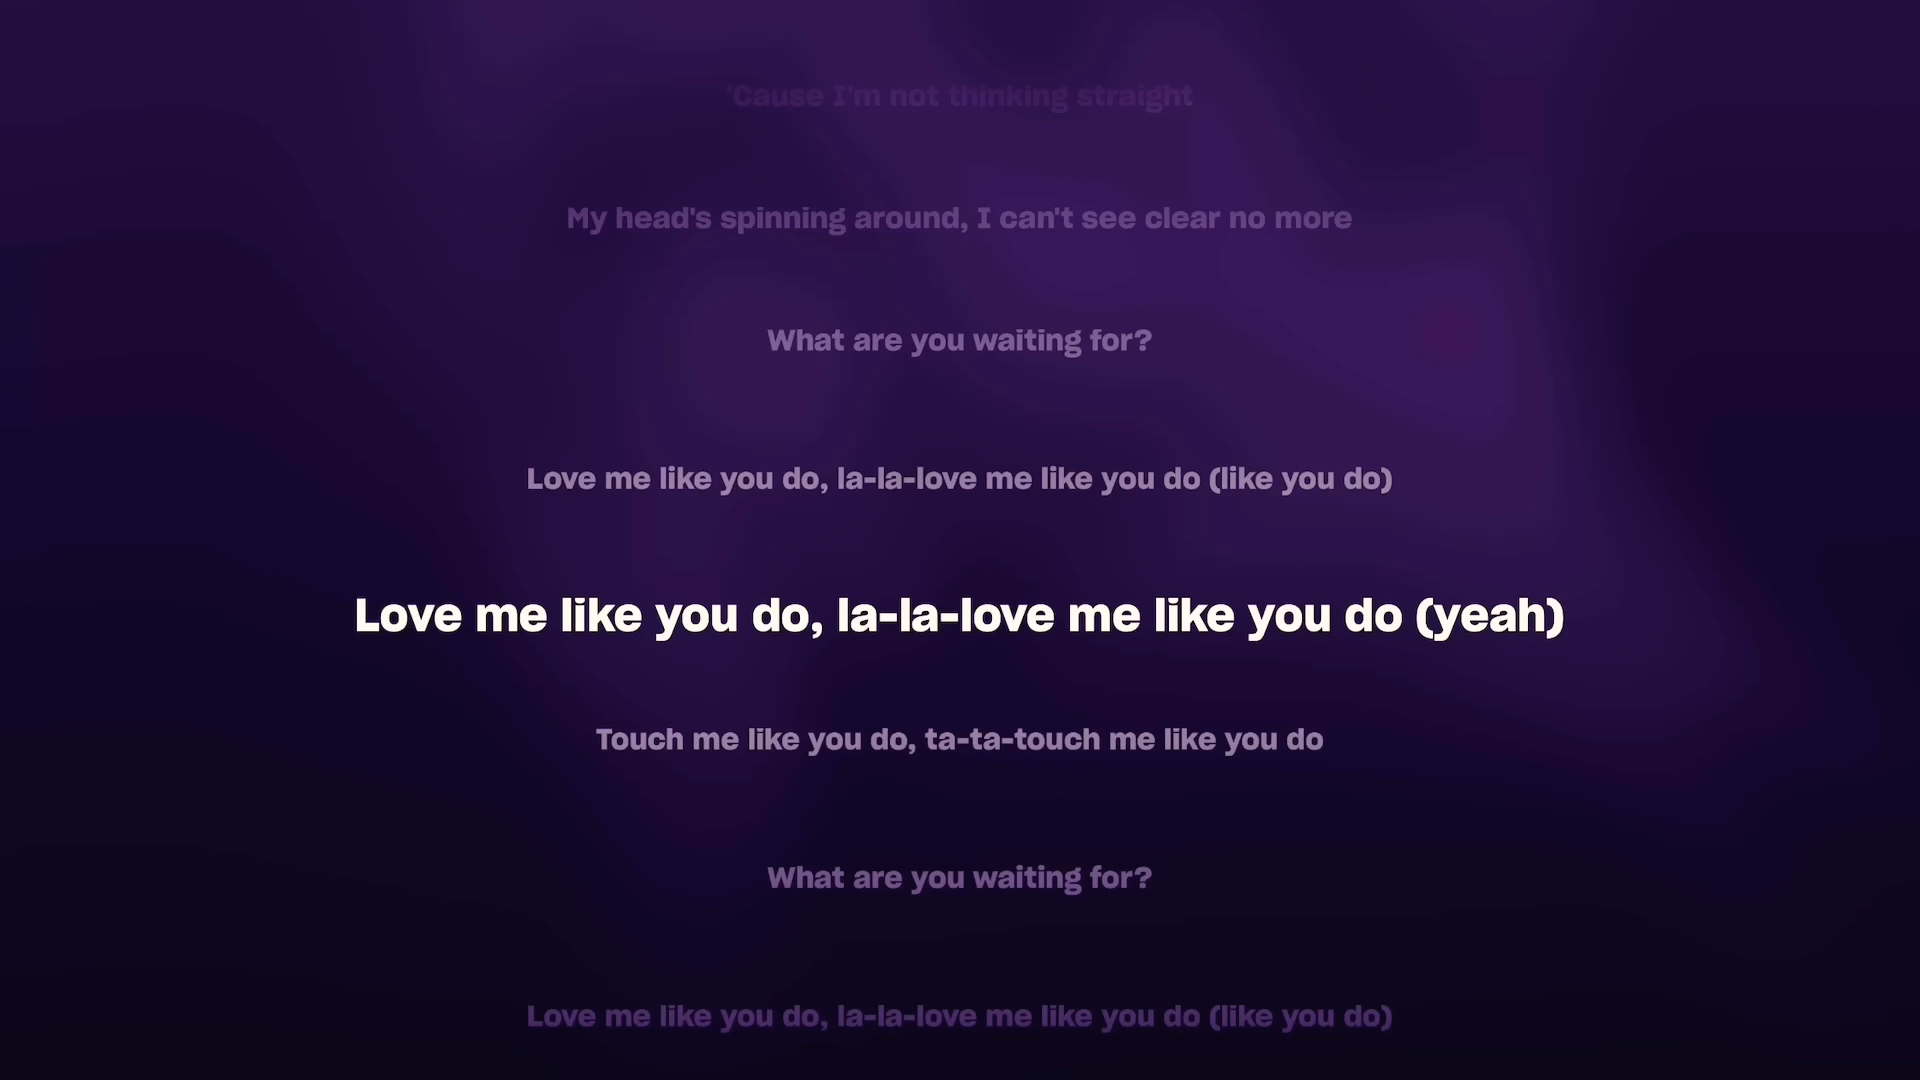 'Cause I'm not thinking straight
My head's spinning around, I can't see clear no more
What are you waiting for?
Love me like you do, la-la-love me like you do (like you do)
Love me like you do, la-la-love me like you do (yeah)
Touch me like you do, ta-ta-touch me like you do
What are you waiting for?
Love me like you do, la-la-love me like you do (like you do)